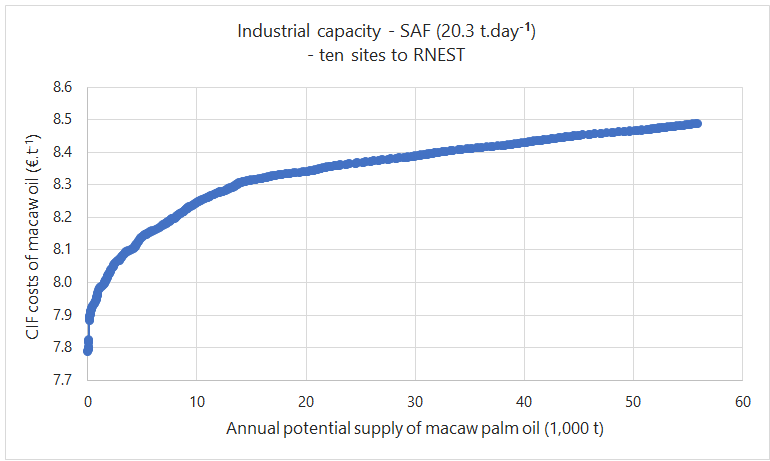 Industrial capacity - SAF (20.3 t.day⁻¹)
- ten sites to RNEST
CIF costs of macaw oil (€.t⁻¹)
8.6
8.5
8.4
8.3
8.2
8.1
8.0
7.9
7.8
7.7
0 10 20 30 40 50 60
Annual potential supply of macaw palm oil (1,000 t)